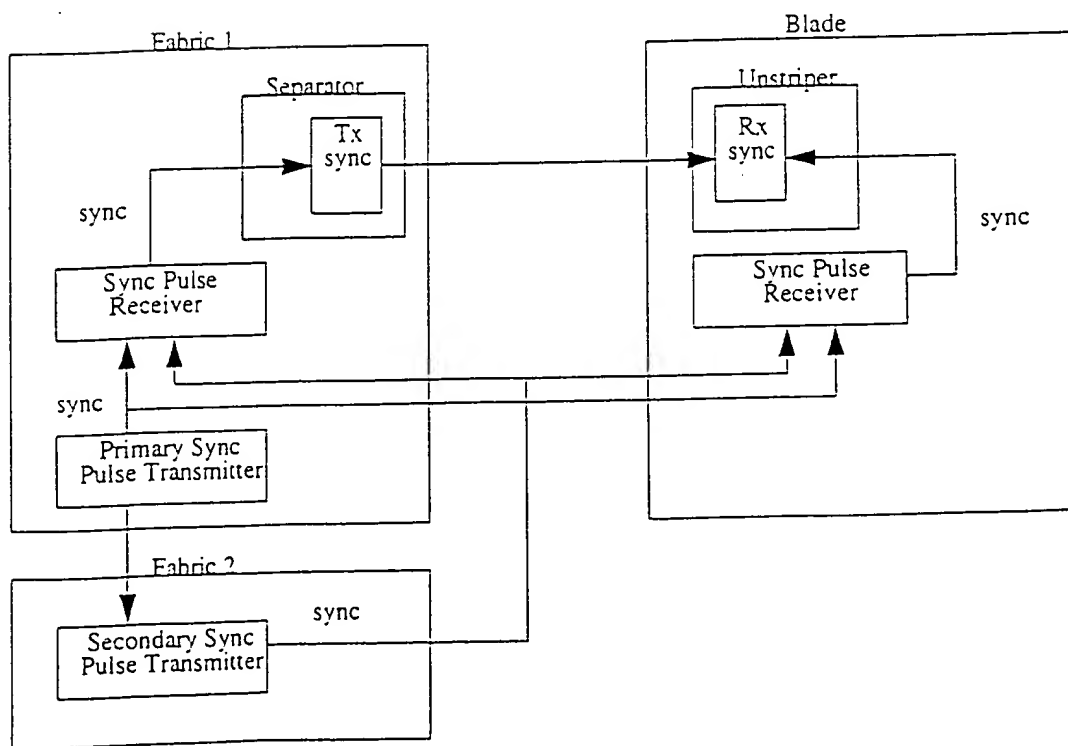 Fabric 1
Blade
Separator
Unstriper
Tx
sync
Rx
sync
sync
sync
Sync Pulse
Receiver
Sync Pulse
Receiver
sync
Primary Sync
Pulse Transmitter
Fabric 2
sync
Secondary Sync
Pulse Transmitter